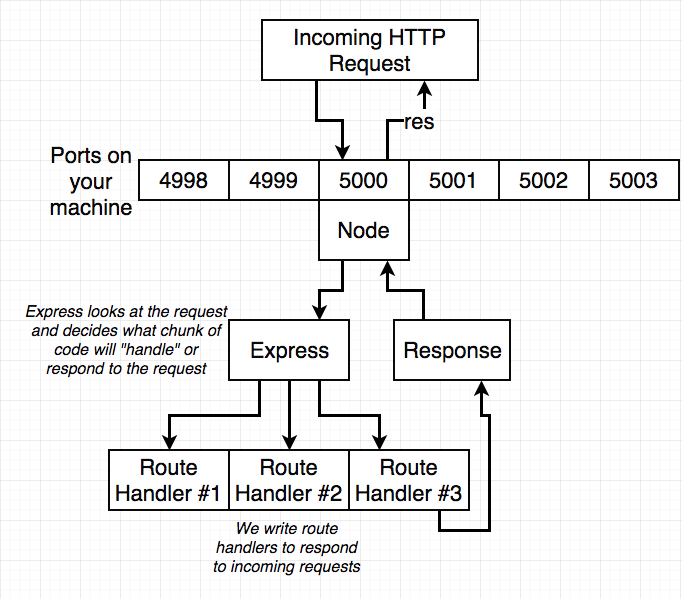 Incoming HTTP
Request
res
Ports on
your
machine
4998 4999 5000 5001 5002 5003
Node
Express looks at the request
and decides what chunk of
code will "handle" or
respond to the request
Express
Response
Route
Handler #1
Route
Handler #2
Route
Handler #3
We write route
handlers to respond
to incoming requests